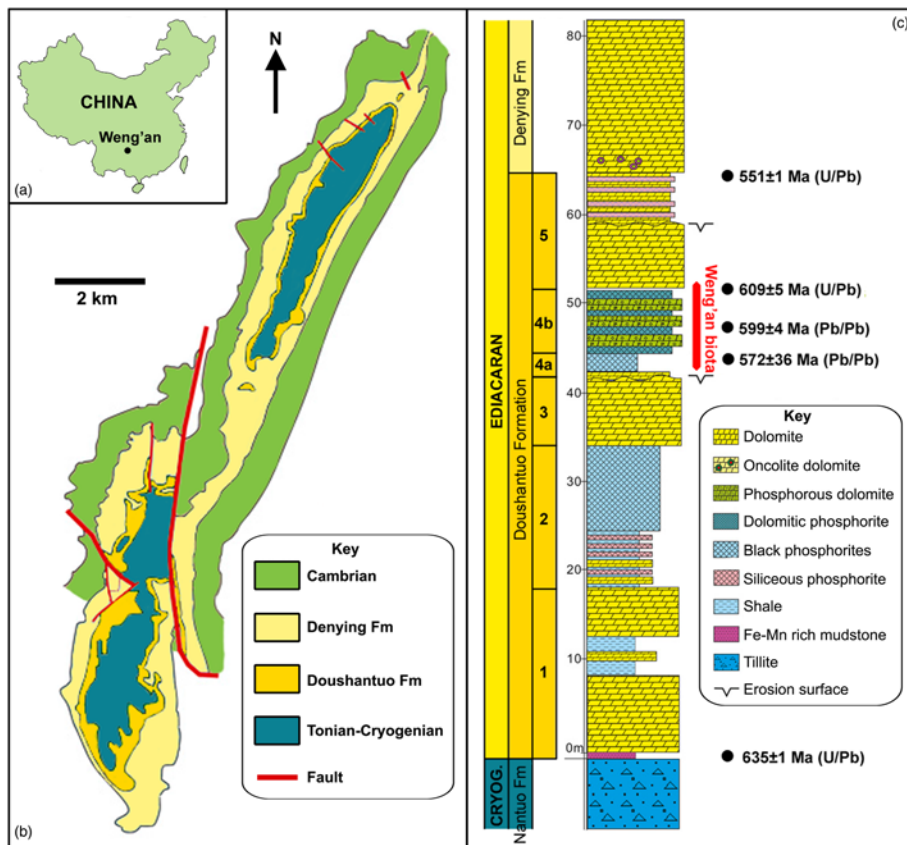 CHINA
Weng'an
(a)
N
2 km
Key
Cambrian
Denying Fm
Doushantuo Fm
Tonian-Cryogenian
Fault
(b)
(c)
EDIACARAN
CRYOG.
Denying Fm
Doushantuo Formation
Nantuo Fm
5
4b
4a
3
2
1
80
70
60
50
40
30
20
10
0m
551±1 Ma (U/Pb)
609±5 Ma (U/Pb)
599±4 Ma (Pb/Pb)
572±36 Ma (Pb/Pb)
635±1 Ma (U/Pb)
Weng'an biota
Key
Dolomite
Oncolite dolomite
Phosphorous dolomite
Dolomitic phosphorite
Black phosphorites
Siliceous phosphorite
Shale
Fe-Mn rich mudstone
Tillite
Erosion surface